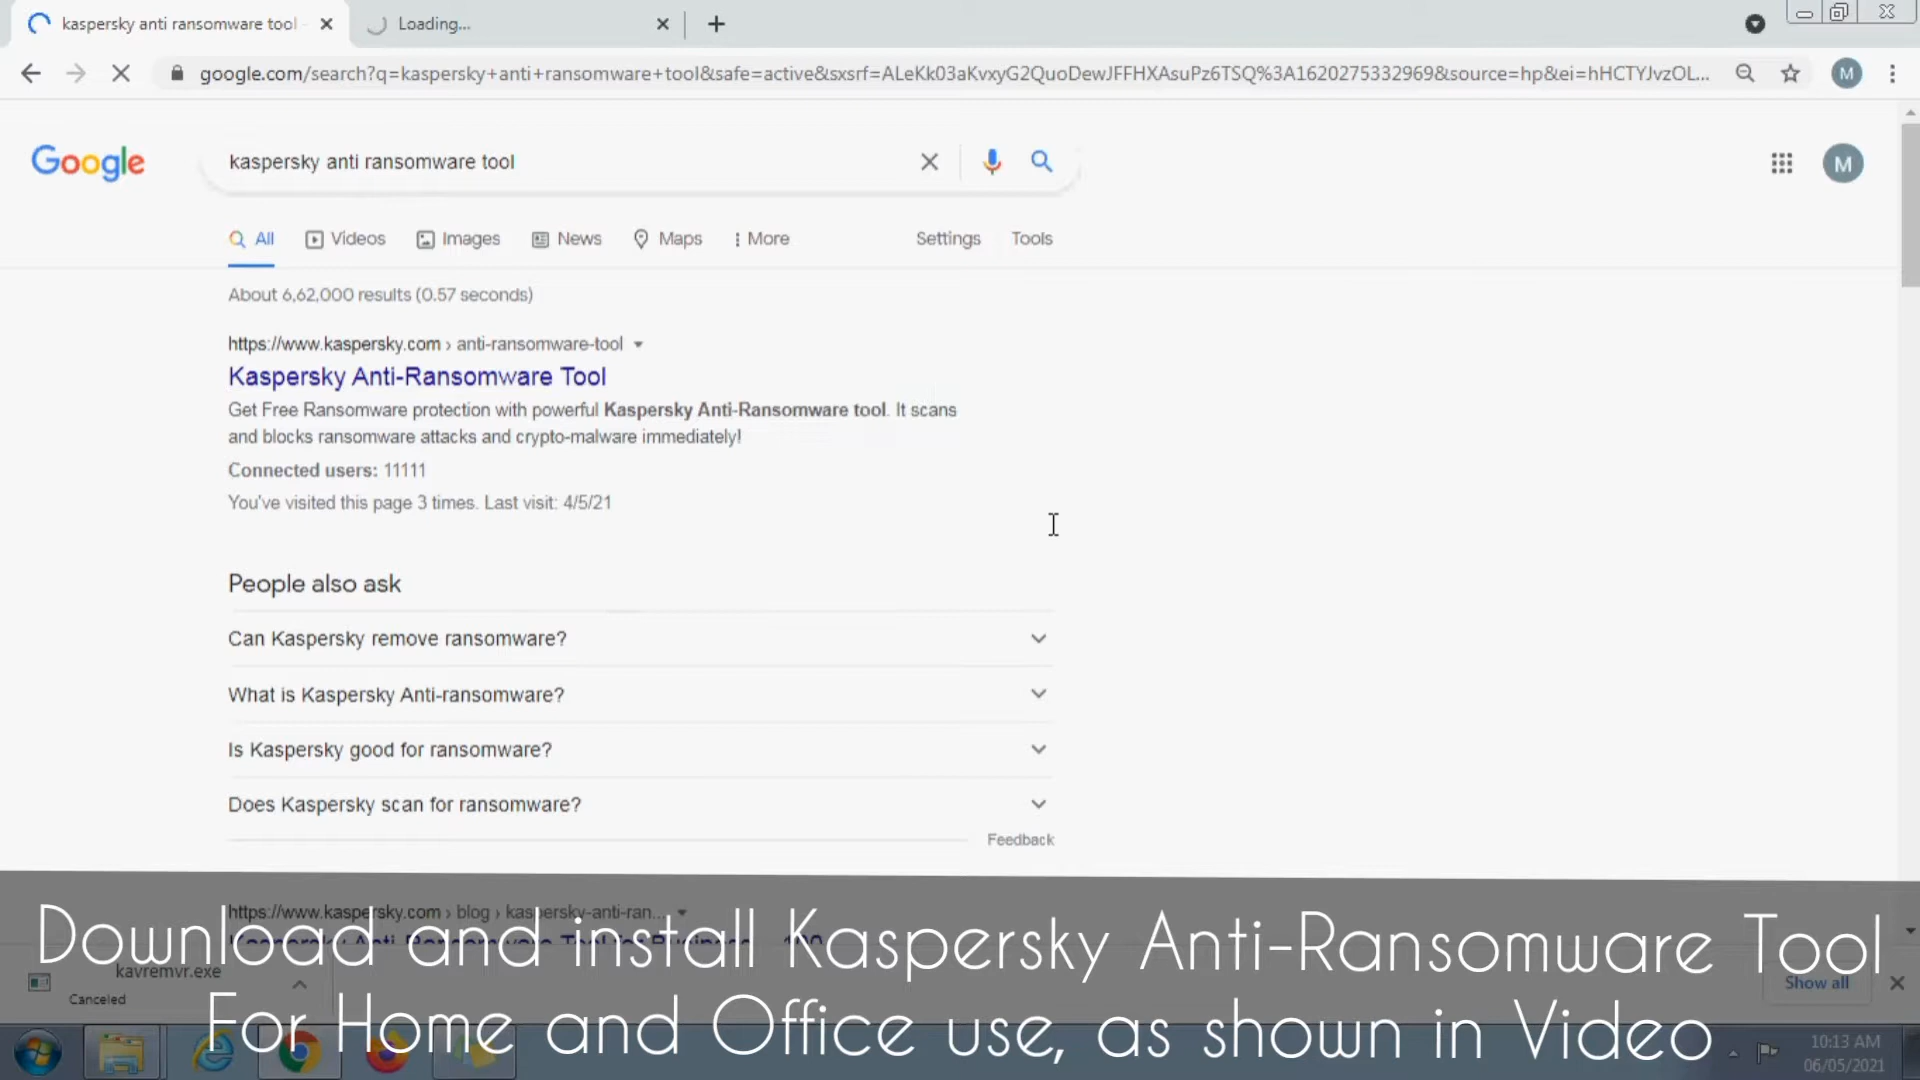 kaspersky anti ransomware tool
Loading...
google.com/search?q=kaspersky+anti+ransomware+tool&safe=active&sxsrf=ALeKk03aKvxyG2QuoDewJFFHXAsuPz6TSQ%3A1620275332969&source=hp&ei=hHCTYJvzOL...
M
Google
kaspersky anti ransomware tool
M
All
Videos
Images
News
Maps
More
Settings
Tools
About 6,62,000 results (0.57 seconds)
https://www.kaspersky.com › anti-ransomware-tool
Kaspersky Anti-Ransomware Tool
Get Free Ransomware protection with powerful Kaspersky Anti-Ransomware tool. It scans
and blocks ransomware attacks and crypto-malware immediately!
Connected users: 11111
You've visited this page 3 times. Last visit: 4/5/21
People also ask
Can Kaspersky remove ransomware?
What is Kaspersky Anti-ransomware?
Is Kaspersky good for ransomware?
Does Kaspersky scan for ransomware?
Feedback
https://www.kaspersky.com › blog › kaspersky-anti-ran...
Download and install Kaspersky Anti-Ransomware Tool
kavremvr.exe
Canceled
Show all
For Home and Office use, as shown in Video
10:13 AM
06/05/2021